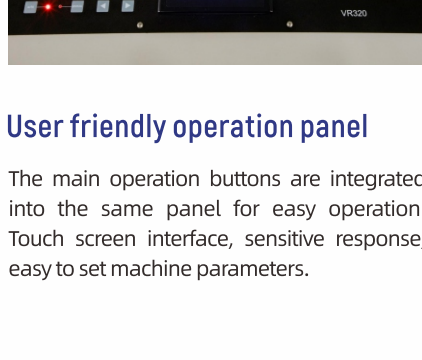 VR320
User friendly operation panel
The main operation buttons are integrated
into the same panel for easy operation
Touch screen interface, sensitive response,
easy to set machine parameters.